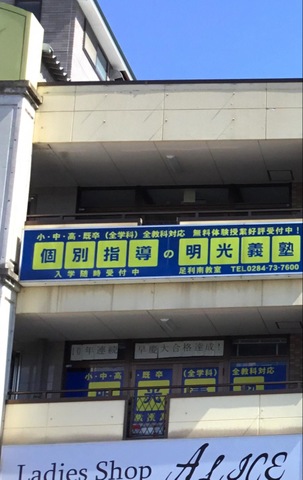 小・中・高・既卒(全学科)全教科対応 無料体験授業好評受付中!
個別指導の明光義塾
入学随時受付中 足利南教室 TEL.0284-73-7600
早慶大合格達成!
小・中・高 既卒 (全学科) 全教科対応
Ladies Shop ALICE